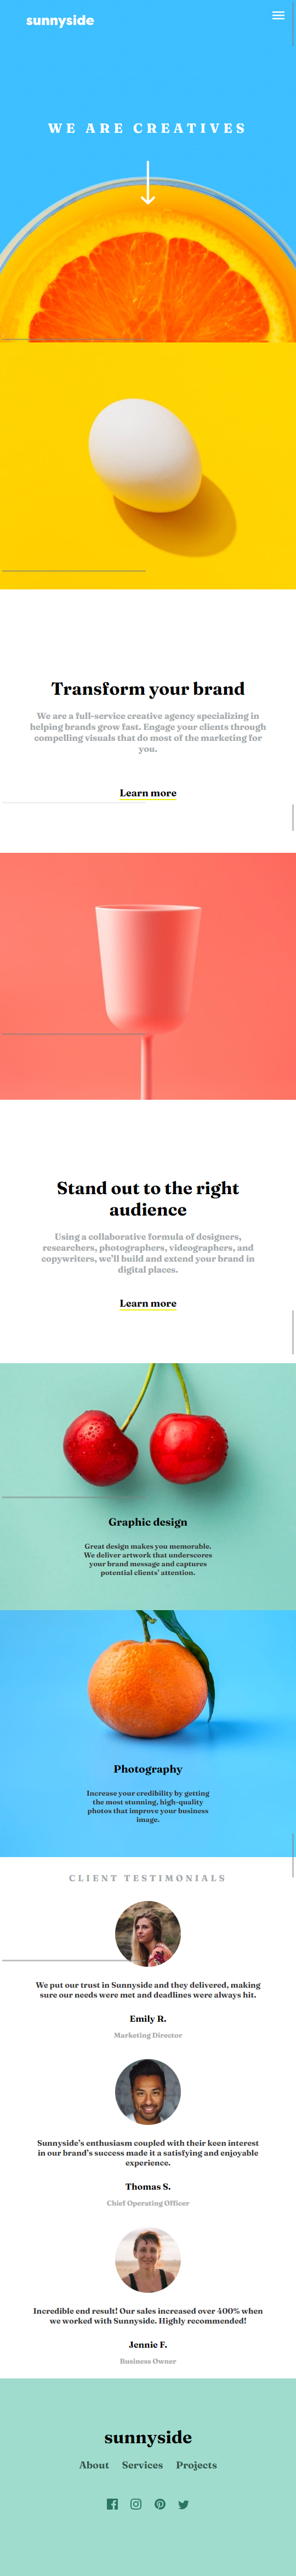 sunnyside
WE ARE CREATIVES
Transform your brand
We are a full-service creative agency specializing in
helping brands grow fast. Engage your clients through
compelling visuals that do most of the marketing for
you.
Learn more
Stand out to the right
audience
Using a collaborative formula of designers,
researchers, photographers, videographers, and
copywriters, we'll build and extend your brand in
digital places.
Learn more
Graphic design
Great design makes you memorable.
We deliver artwork that underscores
your brand message and captures
potential clients' attention.
Photography
Increase your credibility by getting
the most stunning, high-quality
photos that improve your business
image.
CLIENT TESTIMONIALS
We put our trust in Sunnyside and they delivered, making
sure our needs were met and deadlines were always hit.
Emily R.
Marketing Director
Sunnyside's enthusiasm coupled with their keen interest
in our brand's success made it a satisfying and enjoyable
experience.
Thomas S.
Chief Operating Officer
Incredible end result! Our sales increased over 400% when
we worked with Sunnyside. Highly recommended!
Jennie F.
Business Owner
sunnyside
About Services Projects